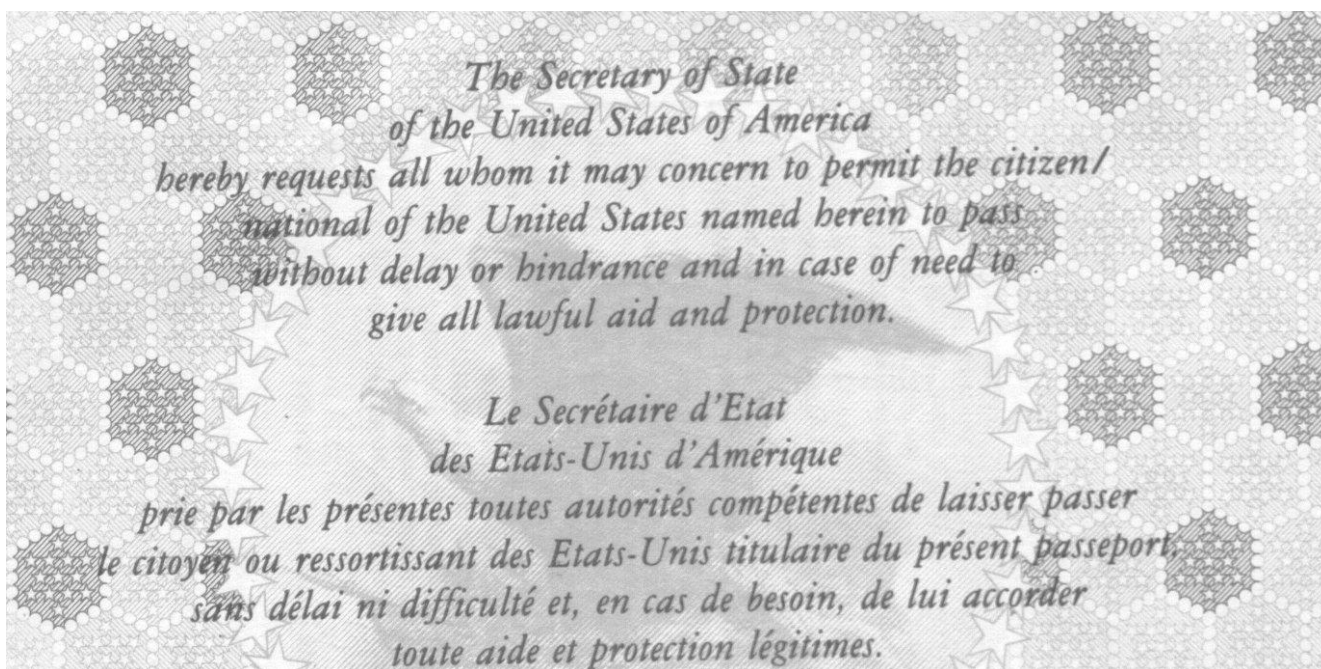 The Secretary of State
of the United States of America
hereby requests all whom it may concern to permit the citizen/
national of the United States named herein to pass
without delay or hindrance and in case of need to
give all lawful aid and protection.
Le Secrétaire d'Etat
des Etats-Unis d'Amérique
prie par les présentes toutes autorités compétentes de laisser passer
le citoyen ou ressortissant des Etats-Unis titulaire du présent passeport,
sans délai ni difficulté et, en cas de besoin, de lui accorder
toute aide et protection légitimes.